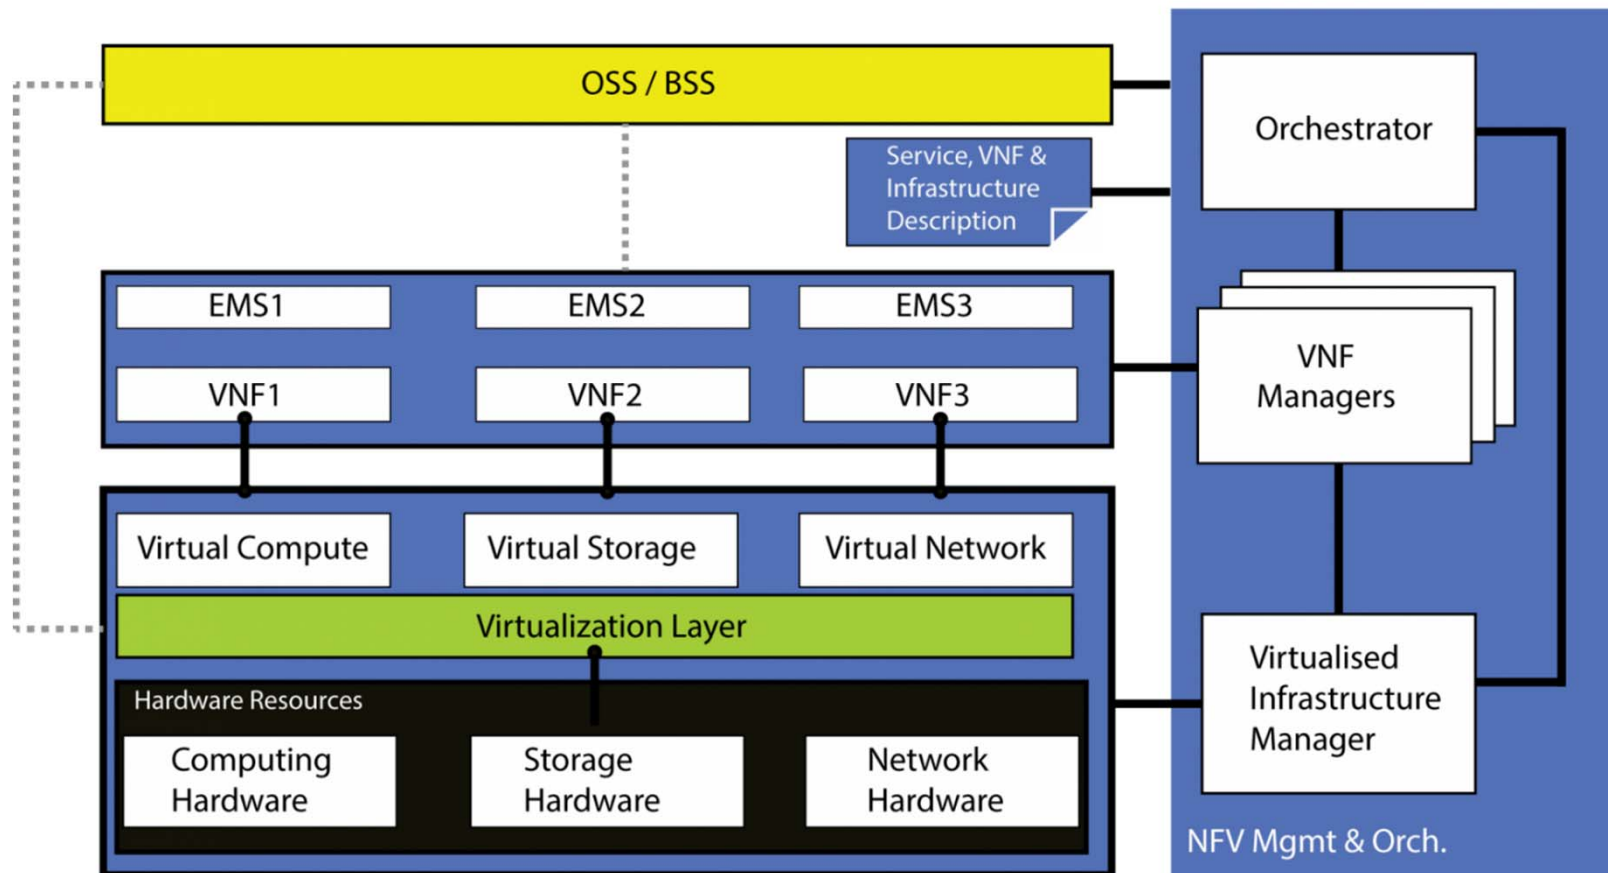 OSS / BSS
Orchestrator
Service, VNF &
Infrastructure
Description
EMS1
EMS2
EMS3
VNF1
VNF2
VNF3
VNF
Managers
Virtual Compute
Virtual Storage
Virtual Network
Virtualization Layer
Hardware Resources
Computing
Hardware
Storage
Hardware
Network
Hardware
Virtualised
Infrastructure
Manager
NFV Mgmt & Orch.